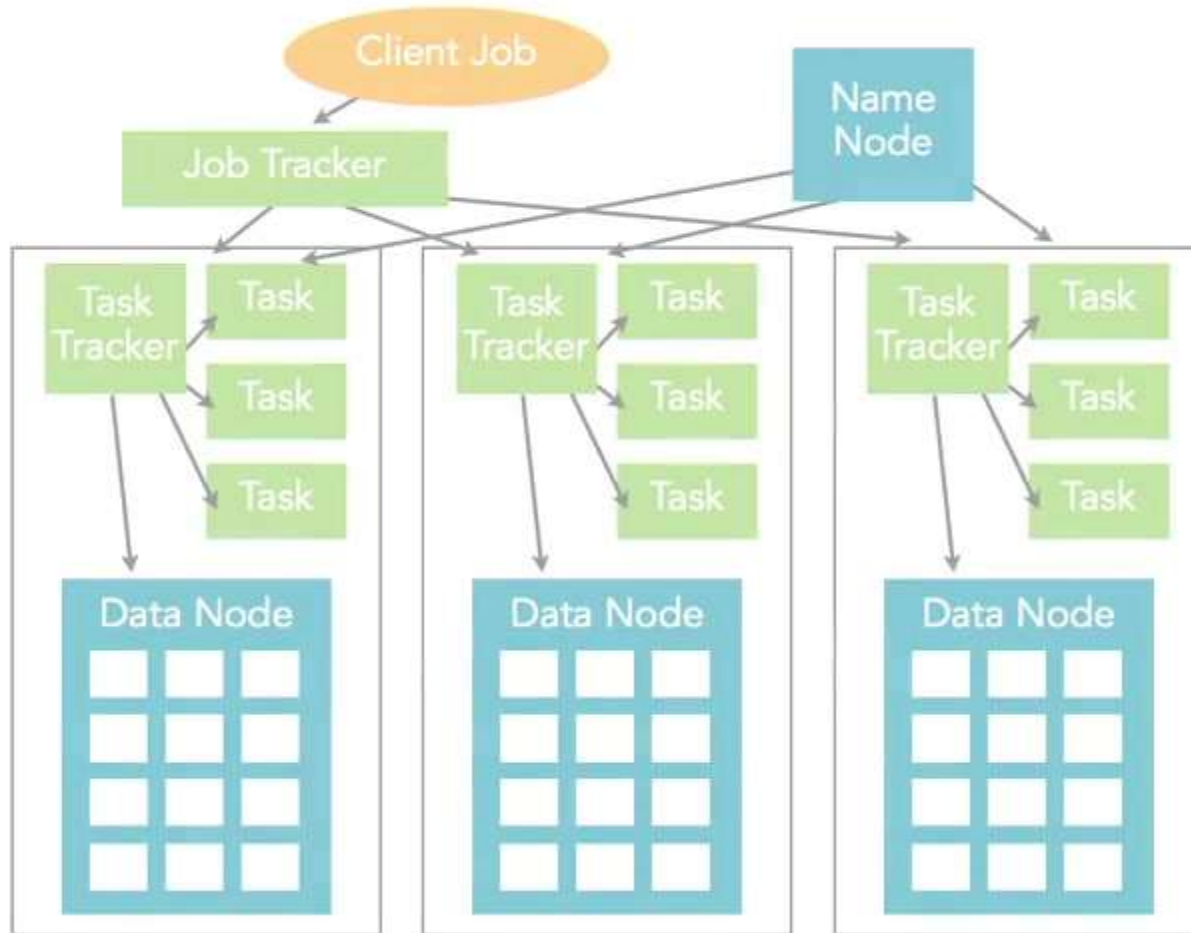 Client Job
Name
Node
Job Tracker
Task
Tracker
Task
Task
Task
Data Node
Task
Tracker
Task
Task
Task
Data Node
Task
Tracker
Task
Task
Task
Data Node